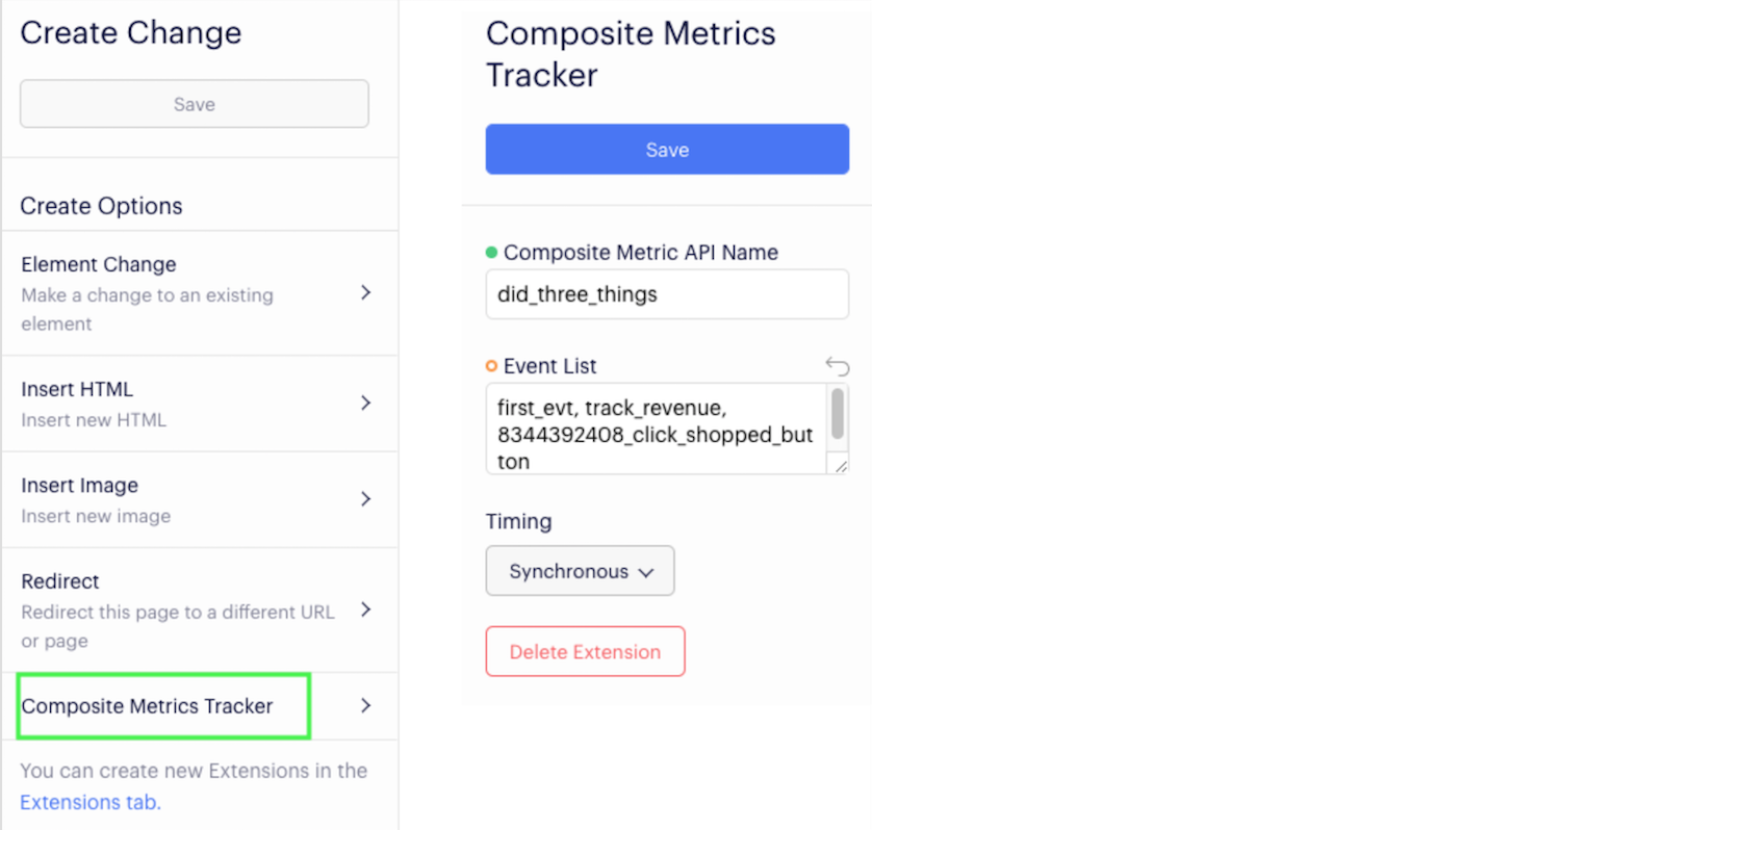 Create Change
Save
Create Options
Element Change
Make a change to an existing
element
Insert HTML
Insert new HTML
Insert Image
Insert new image
Redirect
Redirect this page to a different URL
or page
Composite Metrics Tracker
You can create new Extensions in the
Extensions tab.
Composite Metrics
Tracker
Save
Composite Metric API Name
did_three_things
Event List
first_evt, track_revenue,
8344392408_click_shopped_but
ton
Timing
Synchronous
Delete Extension